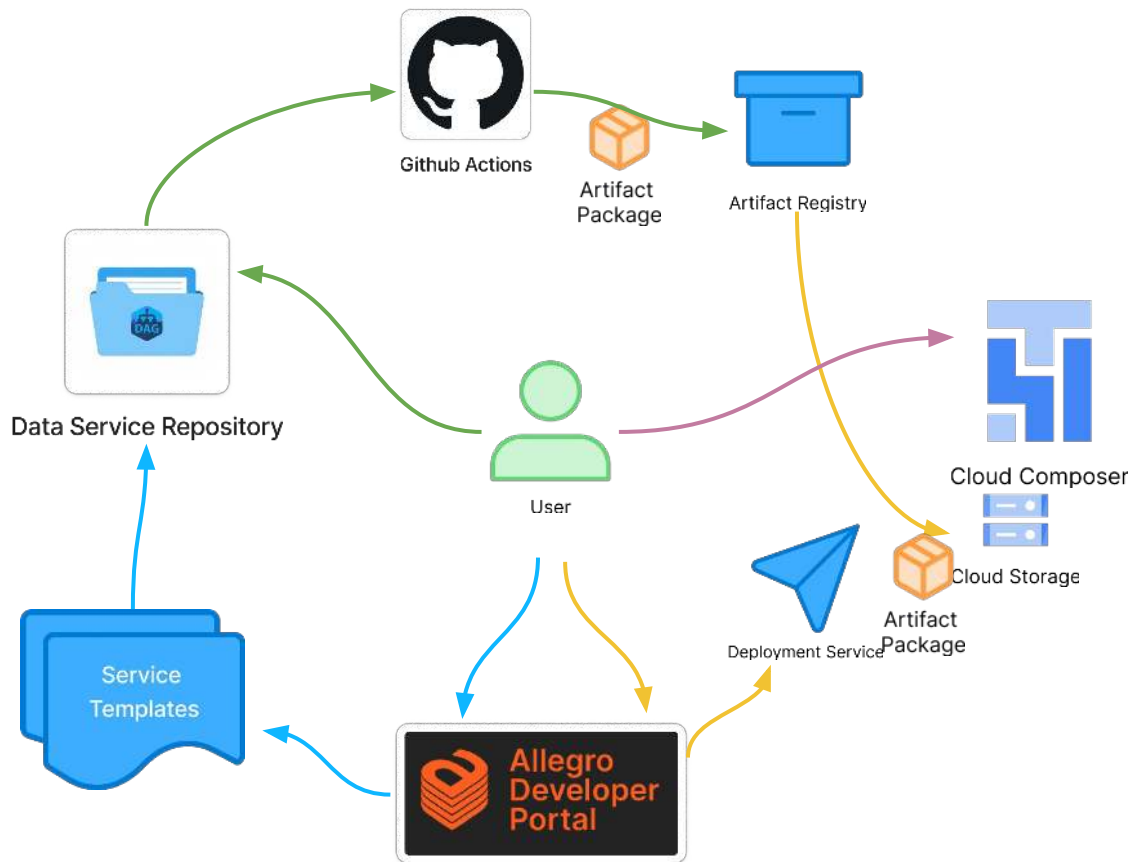 Github Actions
Artifact
Package
Artifact Registry
DAG
Data Service Repository
User
Cloud Composer
Cloud Storage
Artifact
Package
Deployment Service
Service
Templates
Allegro
Developer
Portal